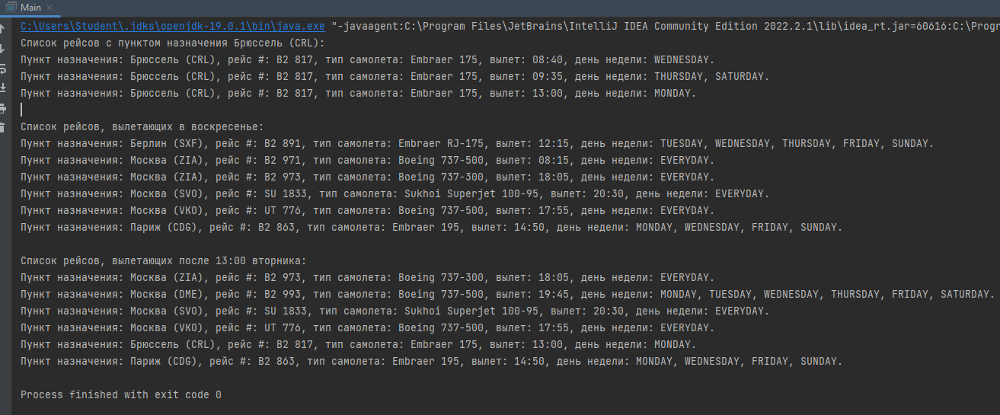 Main
C:\Users\Student\.jdks\openjdk-19.0.1\bin\java.exe "-javaagent:C:\Program Files\JetBrains\IntelliJ IDEA Community Edition 2022.2.1\lib\idea_rt.jar=60616:C:\Progr
Список рейсов с пунктом назначения Брюссель (CRL):
Пункт назначения: Брюссель (CRL), рейс #: B2 817, тип самолета: Embraer 175, вылет: 08:40, день недели: WEDNESDAY.
Пункт назначения: Брюссель (CRL), рейс #: B2 817, тип самолета: Embraer 175, вылет: 09:35, день недели: THURSDAY, SATURDAY.
Пункт назначения: Брюссель (CRL), рейс #: B2 817, тип самолета: Embraer 175, вылет: 13:00, день недели: MONDAY.
Список рейсов, вылетающих в воскресенье:
Пункт назначения: Берлин (SXF), рейс #: B2 891, тип самолета: Embraer RJ-175, вылет: 12:15, день недели: TUESDAY, WEDNESDAY, THURSDAY, FRIDAY, SUNDAY.
Пункт назначения: Москва (ZIA), рейс #: B2 971, тип самолета: Boeing 737-500, вылет: 08:15, день недели: EVERYDAY.
Пункт назначения: Москва (ZIA), рейс #: B2 973, тип самолета: Boeing 737-300, вылет: 18:05, день недели: EVERYDAY.
Пункт назначения: Москва (SVO), рейс #: SU 1833, тип самолета: Sukhoi Superjet 100-95, вылет: 20:30, день недели: EVERYDAY.
Пункт назначения: Москва (VKO), рейс #: UT 776, тип самолета: Boeing 737-500, вылет: 17:55, день недели: EVERYDAY.
Пункт назначения: Париж (CDG), рейс #: B2 863, тип самолета: Embraer 195, вылет: 14:50, день недели: MONDAY, WEDNESDAY, FRIDAY, SUNDAY.
Список рейсов, вылетающих после 13:00 вторника:
Пункт назначения: Москва (ZIA), рейс #: B2 973, тип самолета: Boeing 737-300, вылет: 18:05, день недели: EVERYDAY.
Пункт назначения: Москва (DME), рейс #: B2 993, тип самолета: Boeing 737-500, вылет: 19:45, день недели: MONDAY, TUESDAY, WEDNESDAY, THURSDAY, FRIDAY, SATURDAY.
Пункт назначения: Москва (SVO), рейс #: SU 1833, тип самолета: Sukhoi Superjet 100-95, вылет: 20:30, день недели: EVERYDAY.
Пункт назначения: Москва (VKO), рейс #: UT 776, тип самолета: Boeing 737-500, вылет: 17:55, день недели: EVERYDAY.
Пункт назначения: Брюссель (CRL), рейс #: B2 817, тип самолета: Embraer 175, вылет: 13:00, день недели: MONDAY.
Пункт назначения: Париж (CDG), рейс #: B2 863, тип самолета: Embraer 195, вылет: 14:50, день недели: MONDAY, WEDNESDAY, FRIDAY, SUNDAY.
Process finished with exit code 0